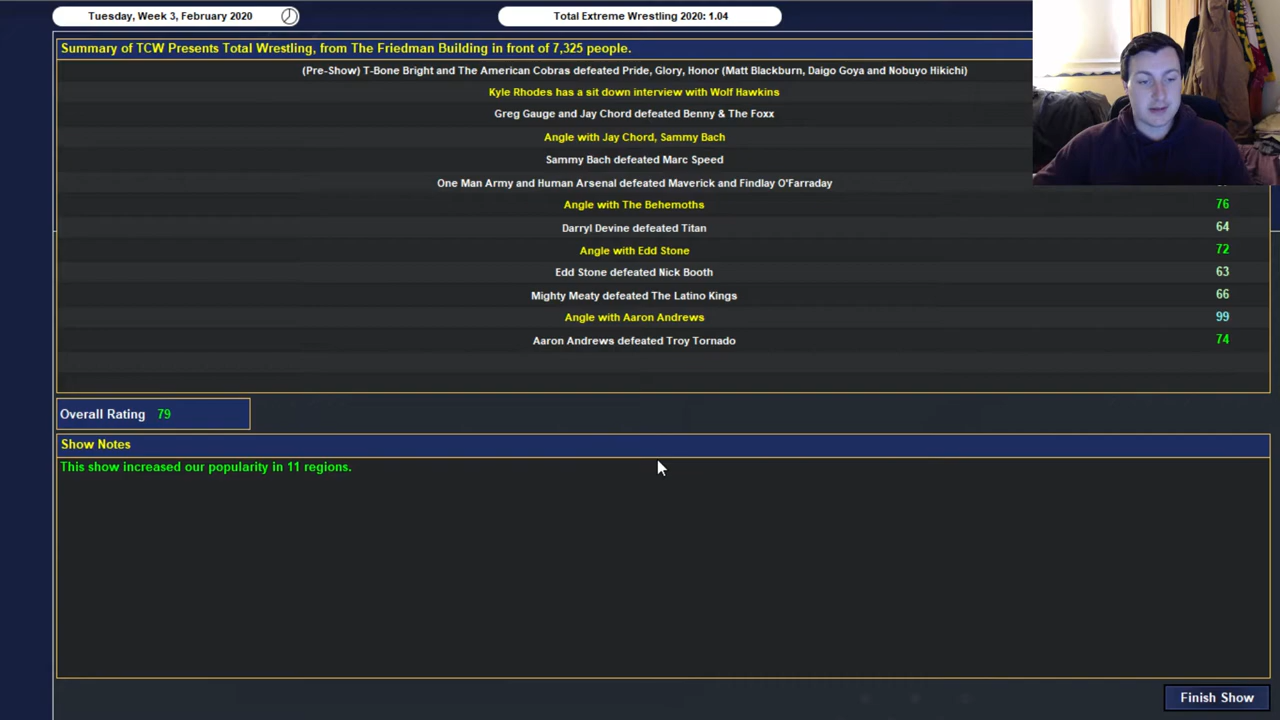 Tuesday, Week 3, February 2020
Total Extreme Wrestling 2020: 1.04
Summary of TCW Presents Total Wrestling, from The Friedman Building in front of 7,325 people.
(Pre-Show) T-Bone Bright and The American Cobras defeated Pride, Glory, Honor (Matt Blackburn, Daigo Goya and Nobuyo Hikichi)
Kyle Rhodes has a sit down interview with Wolf Hawkins
Greg Gauge and Jay Chord defeated Benny & The Foxx
Angle with Jay Chord, Sammy Bach
Sammy Bach defeated Marc Speed
One Man Army and Human Arsenal defeated Maverick and Findlay O'Farraday
Angle with The Behemoths 76
Darryl Devine defeated Titan 64
Angle with Edd Stone 72
Edd Stone defeated Nick Booth 63
Mighty Meaty defeated The Latino Kings 66
Angle with Aaron Andrews 99
Aaron Andrews defeated Troy Tornado 74
Overall Rating 79
Show Notes
This show increased our popularity in 11 regions.
Finish Show